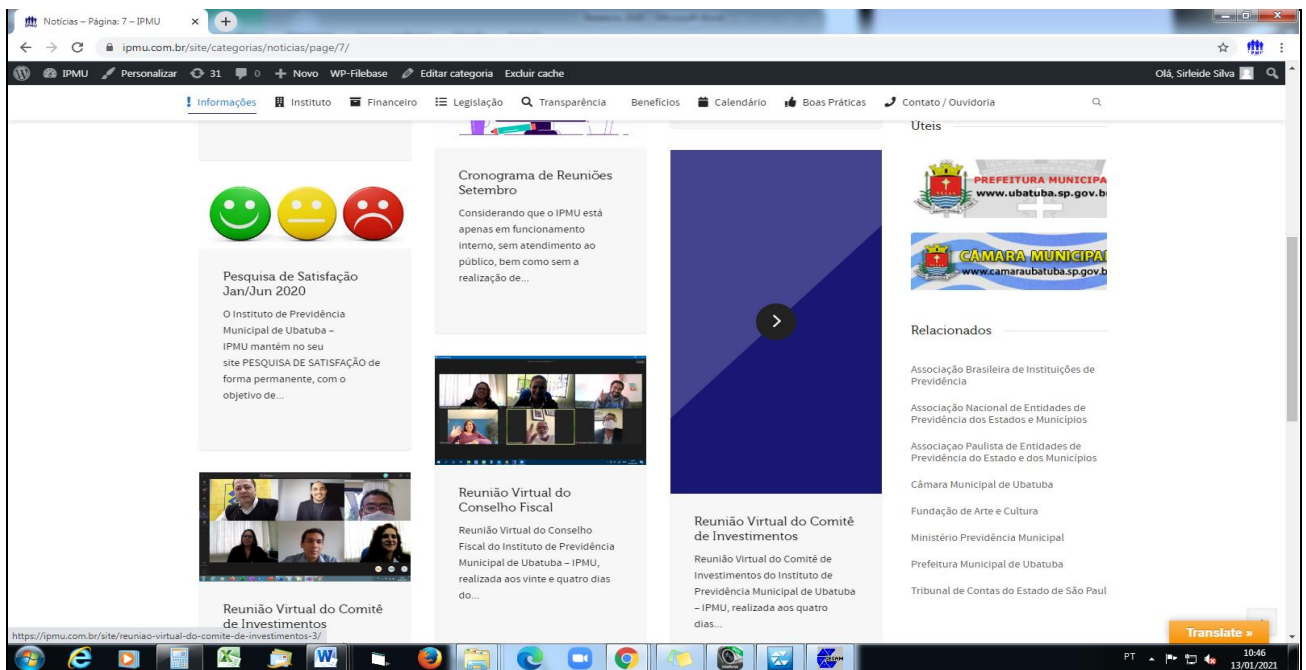 Notícias – Página: 7 – IPMU
ipmu.com.br/site/categorias/noticias/page/7/
IPMU Personalizar 31 0 Novo WP-Filebase Editar categoria Excluir cache Olá, Sirleide Silva
Informações Instituto Financeiro Legislação Transparência Benefícios Calendário Boas Práticas Contato / Ouvidoria
Pesquisa de Satisfação
Jan/Jun 2020
O Instituto de Previdência
Municipal de Ubatuba –
IPMU mantém no seu
site PESQUISA DE SATISFAÇÃO de
forma permanente, com o
objetivo de...
Reunião Virtual do Comitê
de Investimentos
Cronograma de Reuniões
Setembro
Considerando que o IPMU está
apenas em funcionamento
interno, sem atendimento ao
público, bem como sem a
realização de...
Reunião Virtual do
Conselho Fiscal
Reunião Virtual do Conselho
Fiscal do Instituto de Previdência
Municipal de Ubatuba – IPMU,
realizada aos vinte e quatro dias
do...
Reunião Virtual do Comitê
de Investimentos
Reunião Virtual do Comitê de
Investimentos do Instituto de
Previdência Municipal de Ubatuba
– IPMU, realizada aos quatro
dias...
Úteis
PREFEITURA MUNICIPA
www.ubatuba.sp.gov.b
CÂMARA MUNICIPA
www.camaraubatuba.sp.gov.b
Relacionados
Associação Brasileira de Instituições de
Previdência
Associação Nacional de Entidades de
Previdência dos Estados e Municípios
Associaçao Paulista de Entidades de
Previdência do Estado e dos Municípios
Câmara Municipal de Ubatuba
Fundação de Arte e Cultura
Ministério Previdência Municipal
Prefeitura Municipal de Ubatuba
Tribunal de Contas do Estado de São Paul
Translate »
https://ipmu.com.br/site/reuniao-virtual-do-comite-de-investimentos-3/
PT
10:46
13/01/2021